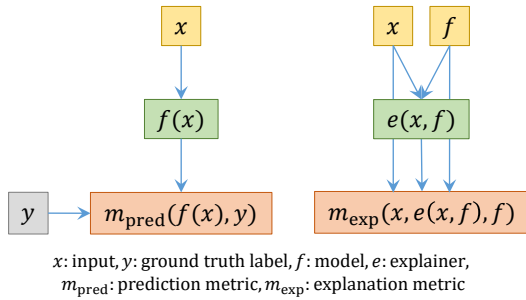 x
x f
f(x)
e(x, f)
y
m_pred(f(x), y)
m_exp(x, e(x, f), f)
x: input, y: ground truth label, f: model, e: explainer,
m_pred: prediction metric, m_exp: explanation metric